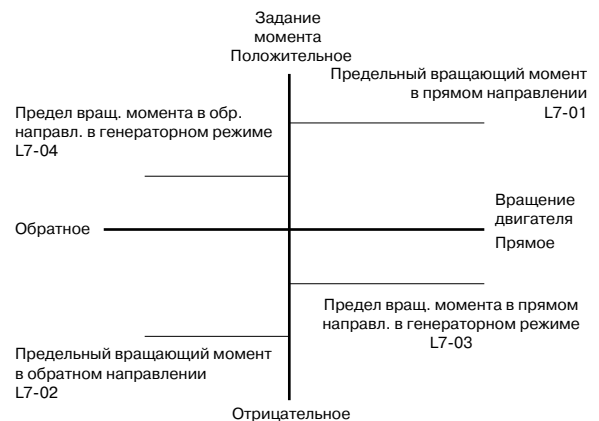 Задание
момента
Положительное
Предельный вращающий момент
в прямом направлении
L7-01
Предел вращ. момента в обр.
направл. в генераторном режиме
L7-04
Вращение
двигателя
Обратное
Прямое
Предел вращ. момента в прямом
направл. в генераторном режиме
L7-03
Предельный вращающий момент
в обратном направлении
L7-02
Отрицательное